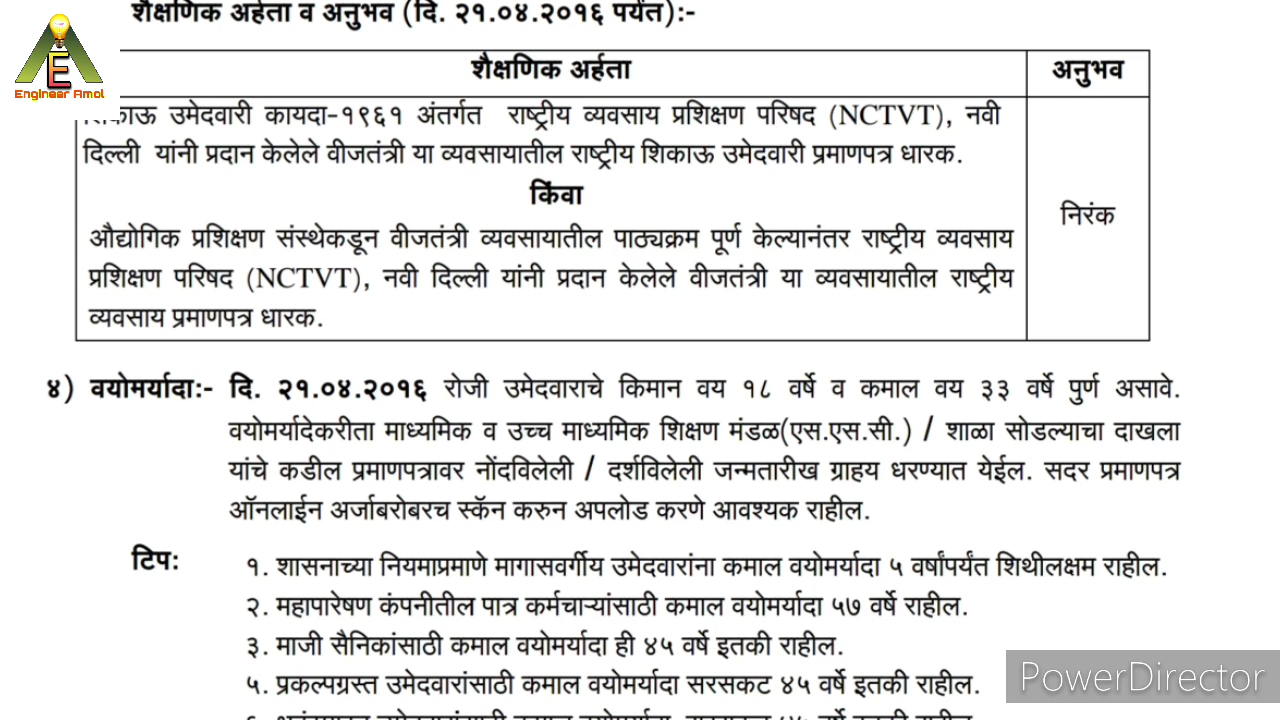 शैक्षणिक अर्हता व अनुभव (दि. २१.०४.२०१६ पर्यंत):-
Engineer Amol
शैक्षणिक अर्हता
अनुभव
उमेदवारी कायदा-१९६१ अंतर्गत राष्ट्रीय व्यवसाय प्रशिक्षण परिषद (NCTVT), नवी
दिल्ली यांनी प्रदान केलेले वीजतंत्री या व्यवसायातील राष्ट्रीय शिकाऊ उमेदवारी प्रमाणपत्र धारक.
किंवा
औद्योगिक प्रशिक्षण संस्थेकडून वीजतंत्री व्यवसायातील पाठ्यक्रम पूर्ण केल्यानंतर राष्ट्रीय व्यवसाय
प्रशिक्षण परिषद (NCTVT), नवी दिल्ली यांनी प्रदान केलेले वीजतंत्री या व्यवसायातील राष्ट्रीय
व्यवसाय प्रमाणपत्र धारक.
निरंक
४) वयोमर्यादा:- दि. २१.०४.२०१६ रोजी उमेदवाराचे किमान वय १८ वर्षे व कमाल वय ३३ वर्षे पुर्ण असावे.
वयोमर्यादेकरीता माध्यमिक व उच्च माध्यमिक शिक्षण मंडळ(एस.एस.सी.) / शाळा सोडल्याचा दाखला
यांचे कडील प्रमाणपत्रावर नोंदविलेली / दर्शविलेली जन्मतारीख ग्राहय धरण्यात येईल. सदर प्रमाणपत्र
ऑनलाईन अर्जाबरोबरच स्कॅन करुन अपलोड करणे आवश्यक राहील.
टिप: १. शासनाच्या नियमाप्रमाणे मागासवर्गीय उमेदवारांना कमाल वयोमर्यादा ५ वर्षांपर्यंत शिथीलक्षम राहील.
२. महापारेषण कंपनीतील पात्र कर्मचाऱ्यांसाठी कमाल वयोमर्यादा ५७ वर्षे राहील.
३. माजी सैनिकांसाठी कमाल वयोमर्यादा ही ४५ वर्षे इतकी राहील.
५. प्रकल्पग्रस्त उमेदवारांसाठी कमाल वयोमर्यादा सरसकट ४५ वर्षे इतकी राहील.
PowerDirector